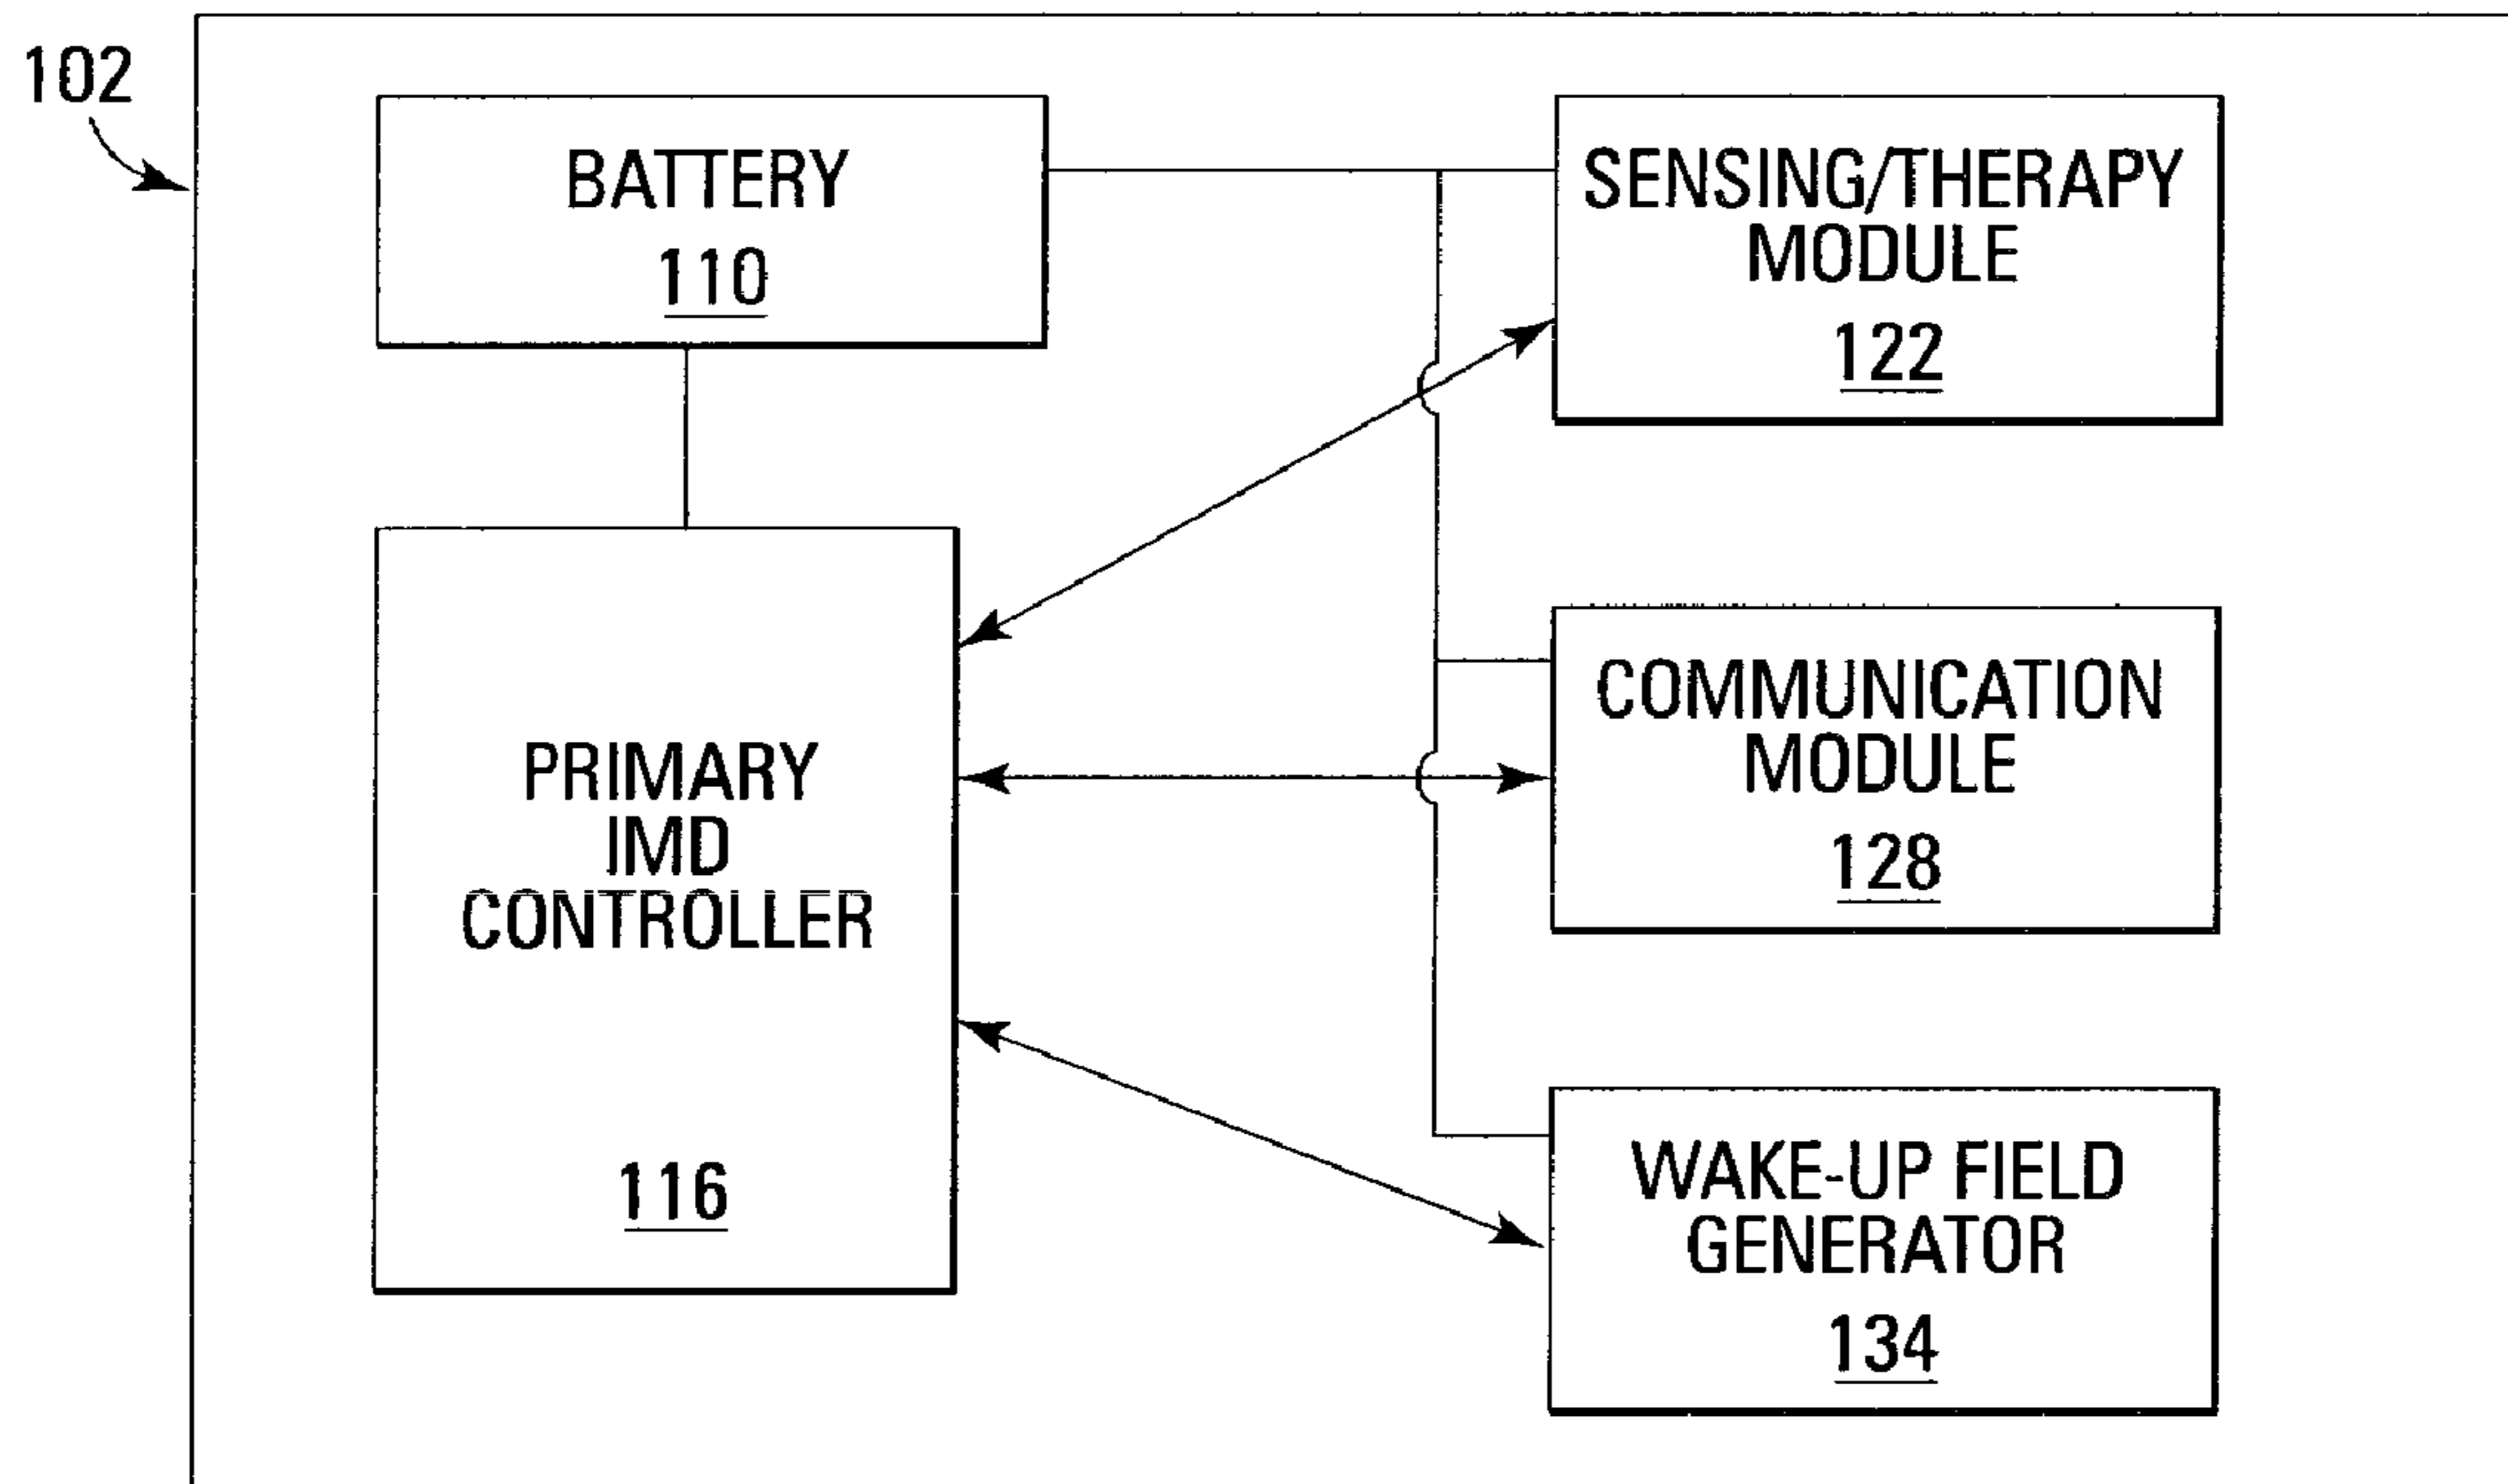 102
BATTERY
110
SENSING/THERAPY
MODULE
122
PRIMARY
IMD
CONTROLLER
116
COMMUNICATION
MODULE
128
WAKE-UP FIELD
GENERATOR
134